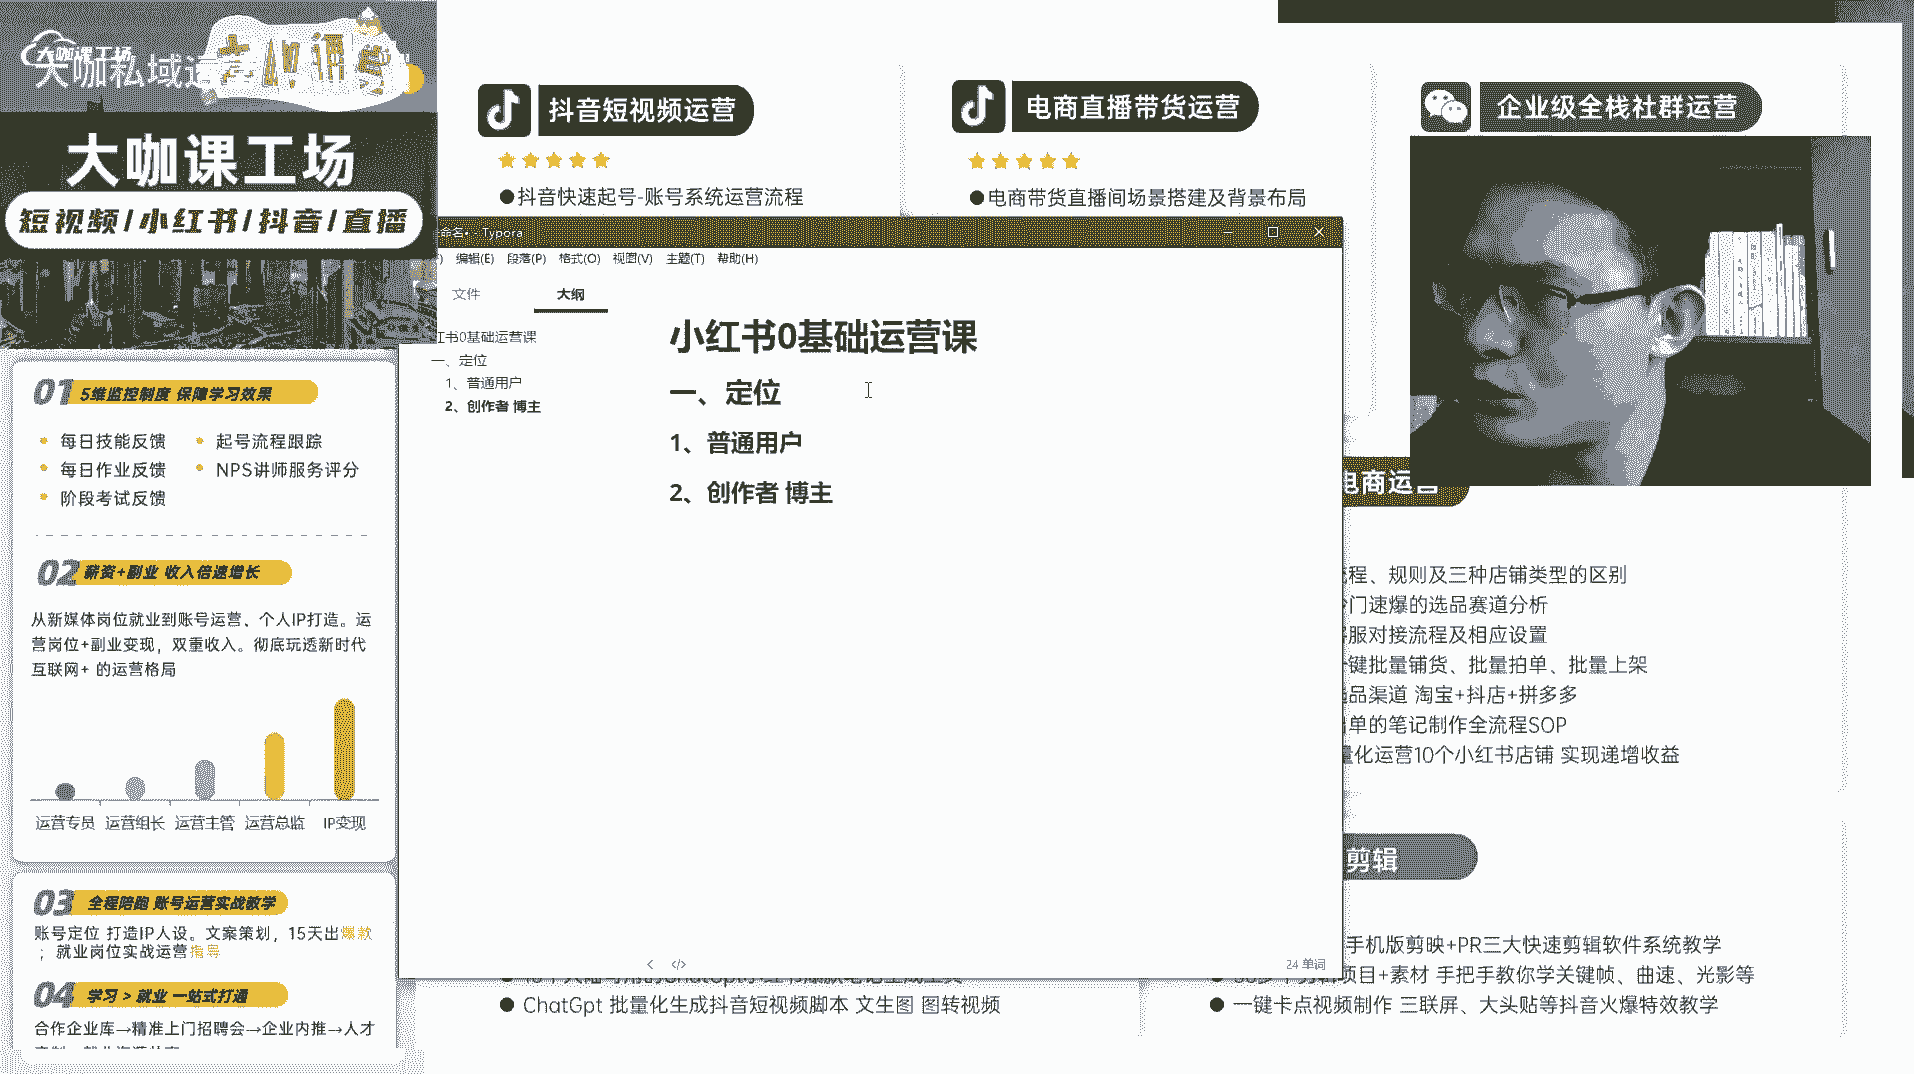 大咖课工场
大咖私域运营
大咖课工场
短视频/小红书/抖音/直播
01 5维监控制度 保障学习效果
每日技能反馈
起号流程跟踪
每日作业反馈
NPS讲师服务评分
阶段考试反馈
02 薪资+副业 收入倍速增长
从新媒体岗位就业到账号运营、个人IP打造。运
营岗位+副业变现，双重收入。彻底玩透新时代
互联网+ 的运营格局
运营专员 运营组长 运营主管 运营总监 IP变现
03 全程陪跑 账号运营实战教学
账号定位 打造IP人设。文案策划，15天出爆款
；就业岗位实战运营指导
04 学习 > 就业 一站式打通
合作企业库→精准上门招聘会→企业内推→人才
抖音短视频运营
●抖音快速起号-账号系统运营流程
电商直播带货运营
●电商带货直播间场景搭建及背景布局
企业级全栈社群运营
命名• - Typora
编辑(E) 段落(P) 格式(O) 视图(V) 主题(T) 帮助(H)
文件 大纲
红书0基础运营课
一、定位
1、普通用户
2、创作者 博主
小红书0基础运营课
一、定位
1、普通用户
2、创作者 博主
24 单词
电商运营
程、规则及三种店铺类型的区别
门速爆的选品赛道分析
服对接流程及相应设置
键批量铺货、批量拍单、批量上架
品渠道 淘宝+抖店+拼多多
单的笔记制作全流程SOP
量化运营10个小红书店铺 实现递增收益
● ChatGpt 批量化生成抖音短视频脚本 文生图 图转视频
剪辑
手机版剪映+PR三大快速剪辑软件系统教学
项目+素材 手把手教你学关键帧、曲速、光影等
● 一键卡点视频制作 三联屏、大头贴等抖音火爆特效教学